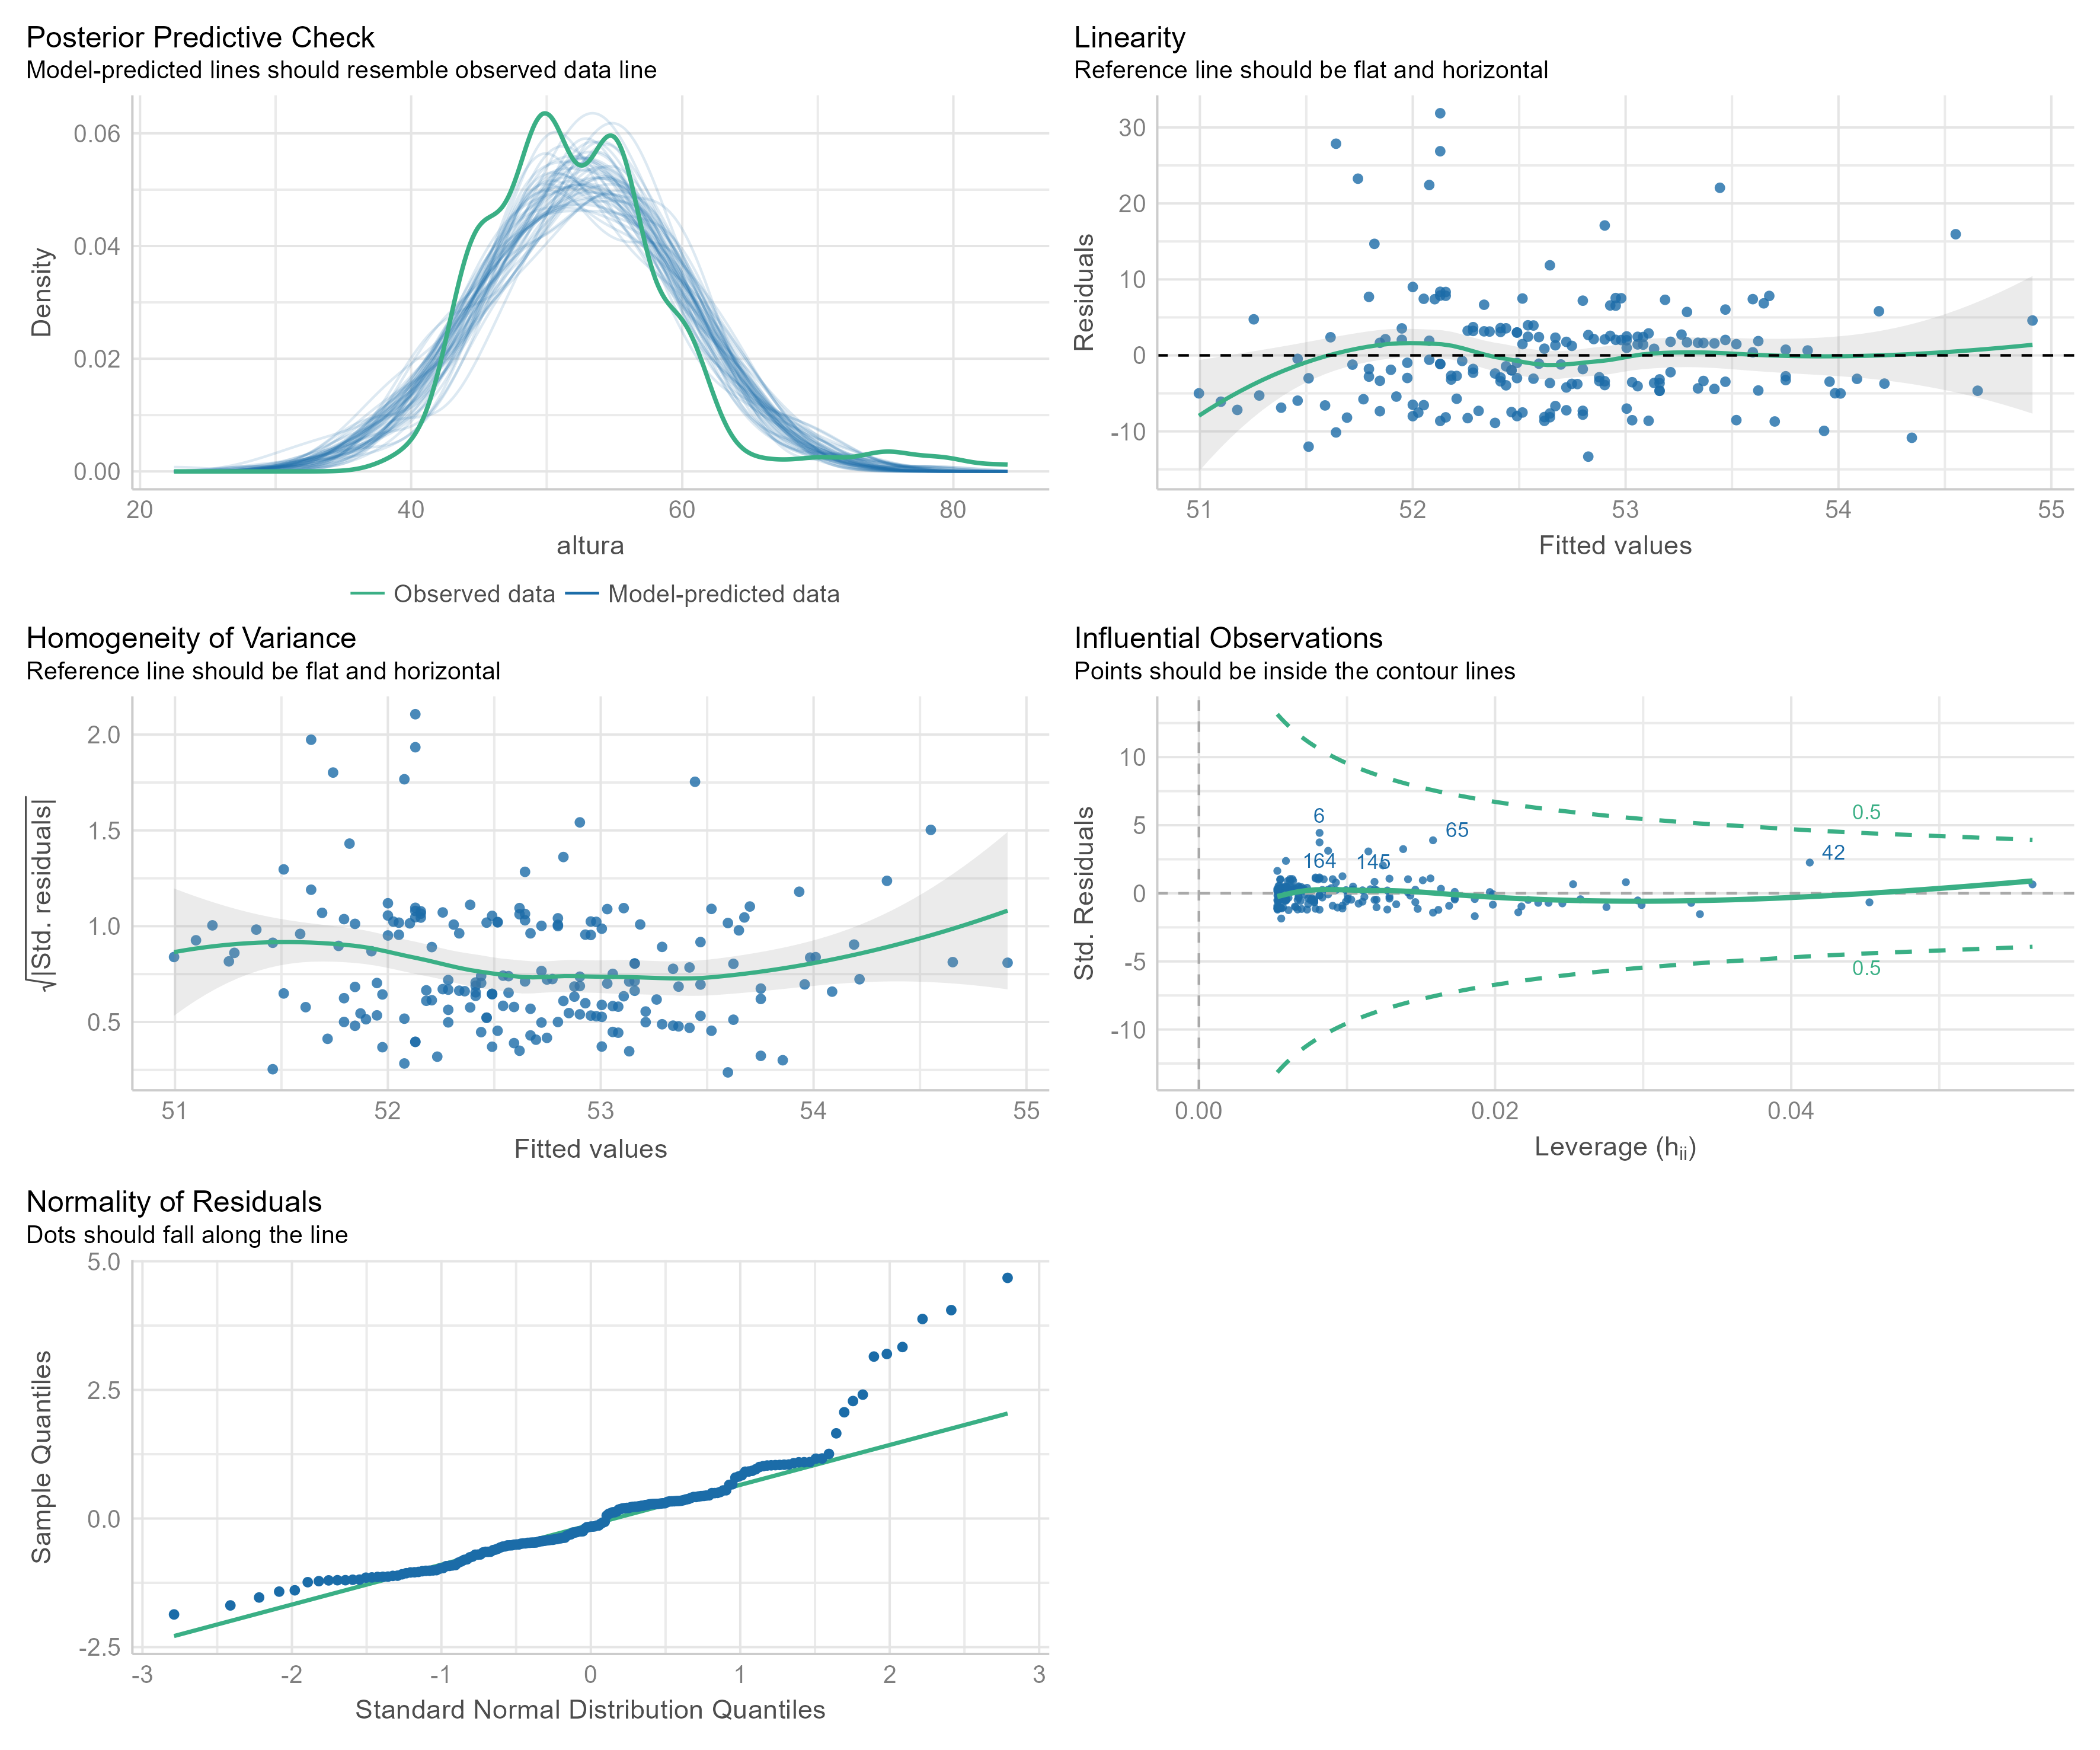 Posterior Predictive Check
Model-predicted lines should resemble observed data line
0.06
0.04
0.02
0.00
Density
20 40 60 80
altura
Observed data Model-predicted data
Linearity
Reference line should be flat and horizontal
30
20
10
0
-10
Residuals
51 52 53 54 55
Fitted values
Homogeneity of Variance
Reference line should be flat and horizontal
2.0
1.5
1.0
0.5
√|Std. residuals|
51 52 53 54 55
Fitted values
Influential Observations
Points should be inside the contour lines
10
5
0
-5
-10
Std. Residuals
0.5
6
65
164
145
42
0.5
0.00 0.02 0.04
Leverage (hii)
Normality of Residuals
Dots should fall along the line
5.0
2.5
0.0
-2.5
Sample Quantiles
-3 -2 -1 0 1 2 3
Standard Normal Distribution Quantiles